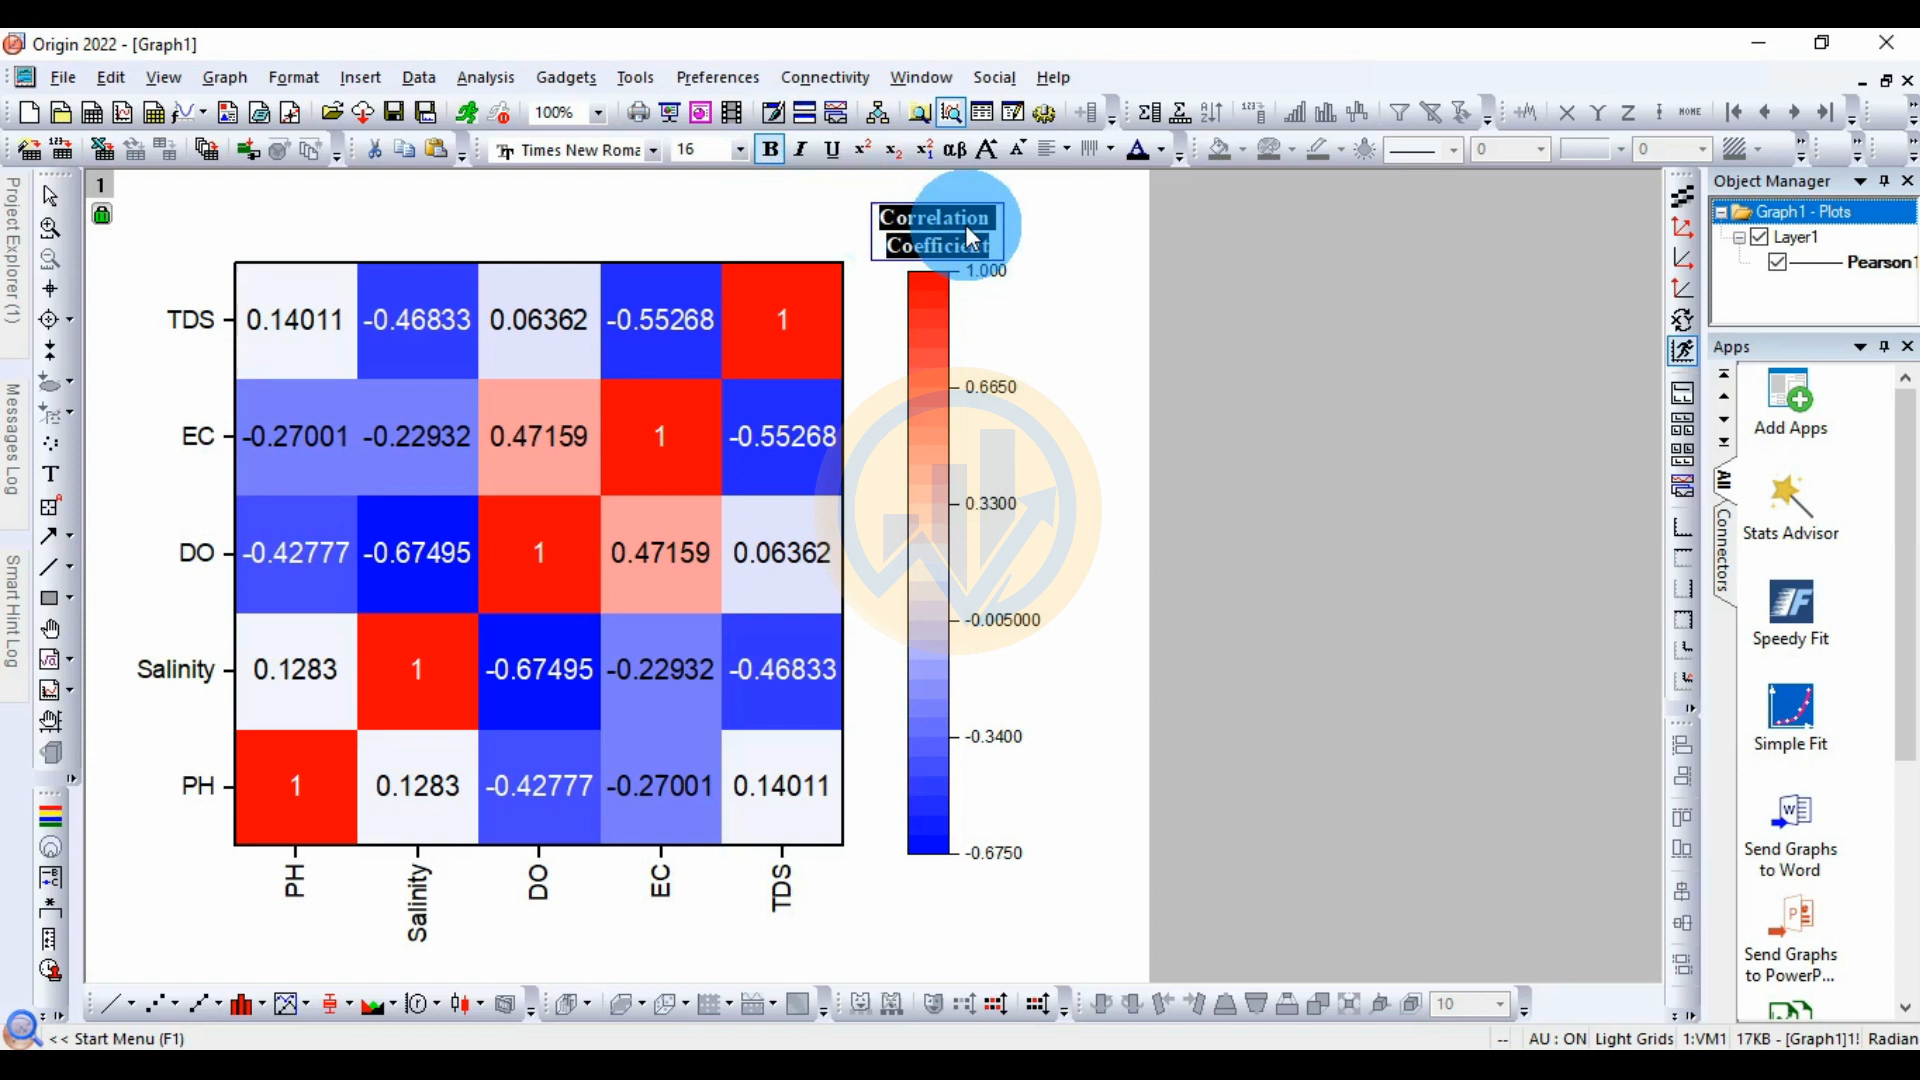 Origin 2022 - [Graph1]
File Edit View Graph Format Insert Data Analysis Gadgets Tools Preferences Connectivity Window Social Help
100%
HOME
Times New Roma 16 B I U αβ A A A 0 0
Project Explorer (1)
Messages Log
Smart Hint Log
1
Correlation
Coefficient
TDS 0.14011 -0.46833 0.06362 -0.55268 1
EC -0.27001 -0.22932 0.47159 1 -0.55268
DO -0.42777 -0.67495 1 0.47159 0.06362
Salinity 0.1283 1 -0.67495 -0.22932 -0.46833
PH 1 0.1283 -0.42777 -0.27001 0.14011
PH Salinity DO EC TDS
1.000
0.6650
0.3300
-0.005000
-0.3400
-0.6750
Object Manager
Graph1 - Plots
Layer1
Pearson1
Apps
All
Connectors
Add Apps
Stats Advisor
Speedy Fit
Simple Fit
Send Graphs
to Word
Send Graphs
to PowerP...
10
<< Start Menu (F1)
-- AU : ON Light Grids 1:VM1 17KB - [Graph1]1! Radian